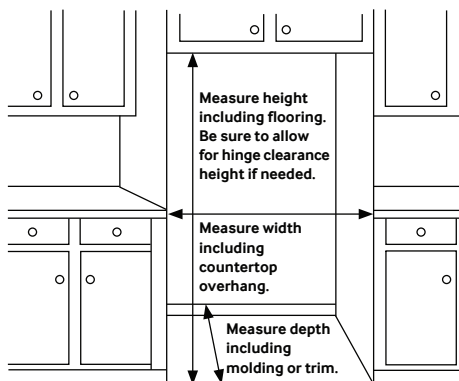 Measure height
including flooring.
Be sure to allow
for hinge clearance
height if needed.
Measure width
including
countertop
overhang.
Measure depth
including
molding or trim.